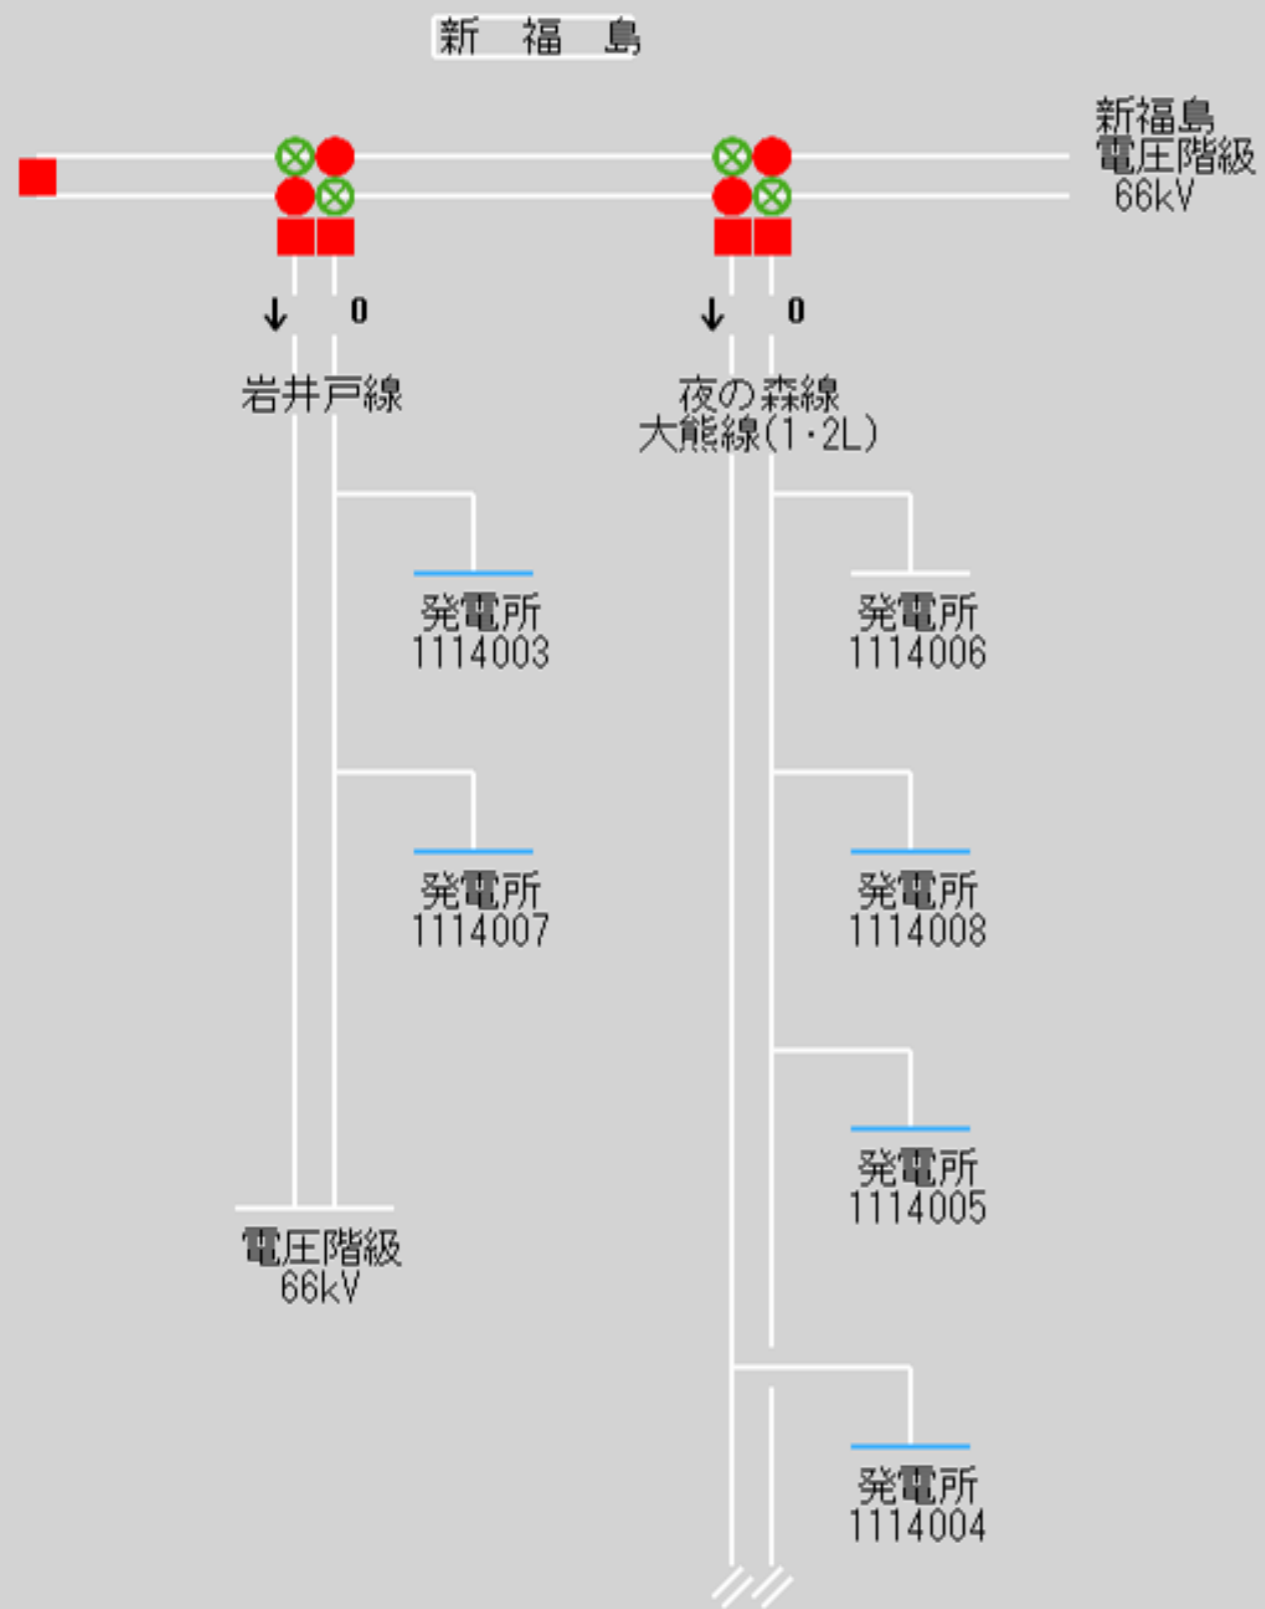 新　福　島
新福島
電圧階級
66kV
↓ 0
↓ 0
岩井戸線
夜の森線
大熊線(1・2L)
発電所
1114003
発電所
1114006
発電所
1114007
発電所
1114008
発電所
1114005
電圧階級
66kV
発電所
1114004